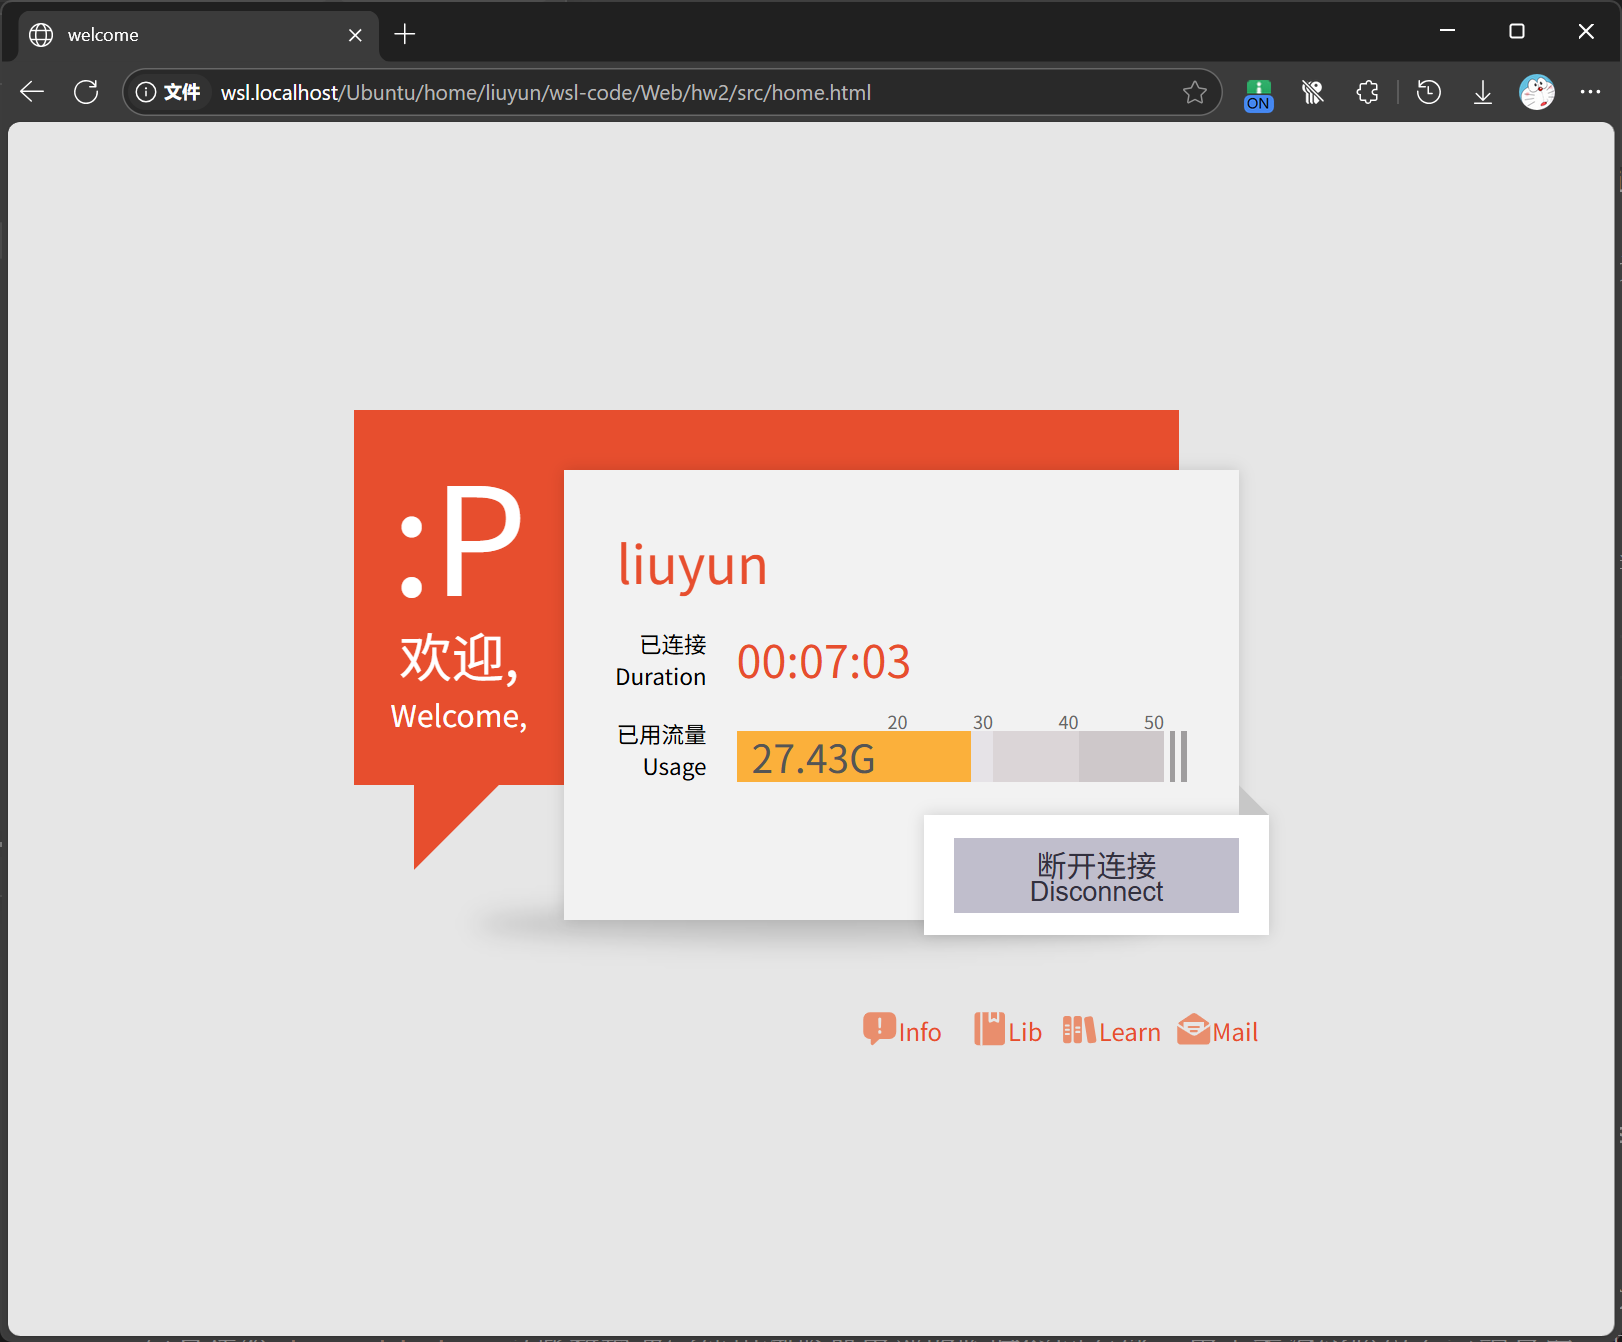 welcome
文件 wsl.localhost/Ubuntu/home/liuyun/wsl-code/Web/hw2/src/home.html
ON
:P
欢迎,
Welcome,
liuyun
已连接
Duration
00:07:03
已用流量
Usage
20 30 40 50
27.43G
断开连接
Disconnect
Info Lib Learn Mail